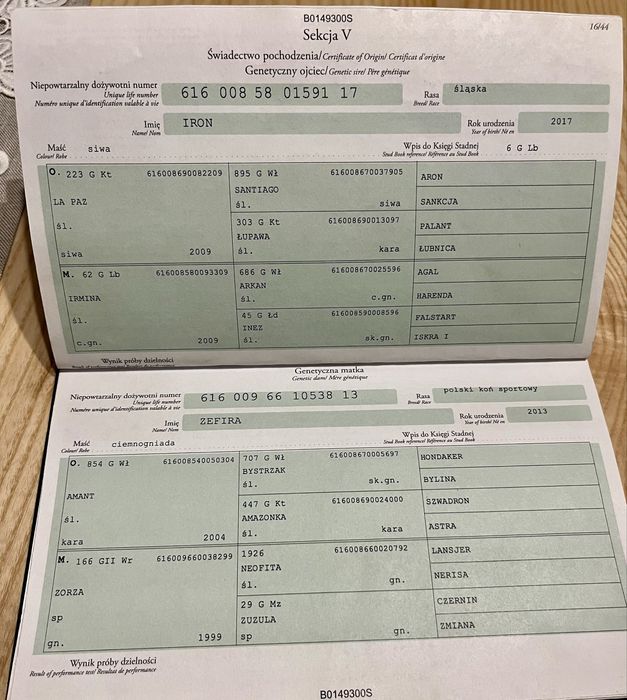 B0149300S
16/44
Sekcja V
Świadectwo pochodzenia/ Certificate of Origin/ Certificat d'origine
Genetyczny ojciec/ Genetic sire/ Père génétique
Niepowtarzalny dożywotni numer
Unique life number
Numéro unique d'identification valable à vie
616 008 58 01591 17
Rasa
Breed/ Race
śląska
Imię
Name/ Nom
IRON
Rok urodzenia
Year of birth/ Né en
2017
Maść
Colour/ Robe
siwa
Wpis do Księgi Stadnej
Stud Book reference/ Référence au Stud Book
6 G Lb
O. 223 G Kt 616008690082209
LA PAZ
śl.
siwa 2009
895 G Wł 616008670037905
SANTIAGO
śl. siwa
303 G Kt 616008690013097
ŁUPAWA
śl. kara
ARON
SANKCJA
PALANT
ŁUBNICA
M. 62 G Lb 616008580093309
IRMINA
śl.
c.gn. 2009
686 G Wł 616008670025596
ARKAN
śl. c.gn.
45 G Łd 616008590008596
INEZ
śl. sk.gn.
AGAL
HARENDA
FALSTART
ISKRA I
Wynik próby dzielności
Genetyczna matka
Genetic dam/ Mère génétique
Niepowtarzalny dożywotni numer
Unique life number
Numéro unique d'identification valable à vie
616 009 66 10538 13
Rasa
Breed/ Race
polski koń sportowy
Imię
Name/ Nom
ZEFIRA
Rok urodzenia
Year of birth/ Né en
2013
Maść
Colour/ Robe
ciemnogniada
Wpis do Księgi Stadnej
Stud Book reference/ Référence au Stud Book
O. 854 G Wł 616008540050304
AMANT
śl.
kara 2004
707 G Wł 616008670005697
BYSTRZAK
śl. sk.gn.
447 G Kt 616008690024000
AMAZONKA
śl. kara
HONDAKER
BYLINA
SZWADRON
ASTRA
M. 166 GII Wr 616009660038299
ZORZA
sp
gn. 1999
1926 616008660020792
NEOFITA
śl. gn.
29 G Mz
ZUZULA
sp gn.
LANSJER
NERISA
CZERNIN
ZMIANA
Wynik próby dzielności
Result of performance test/ Resultats de performance
B0149300S